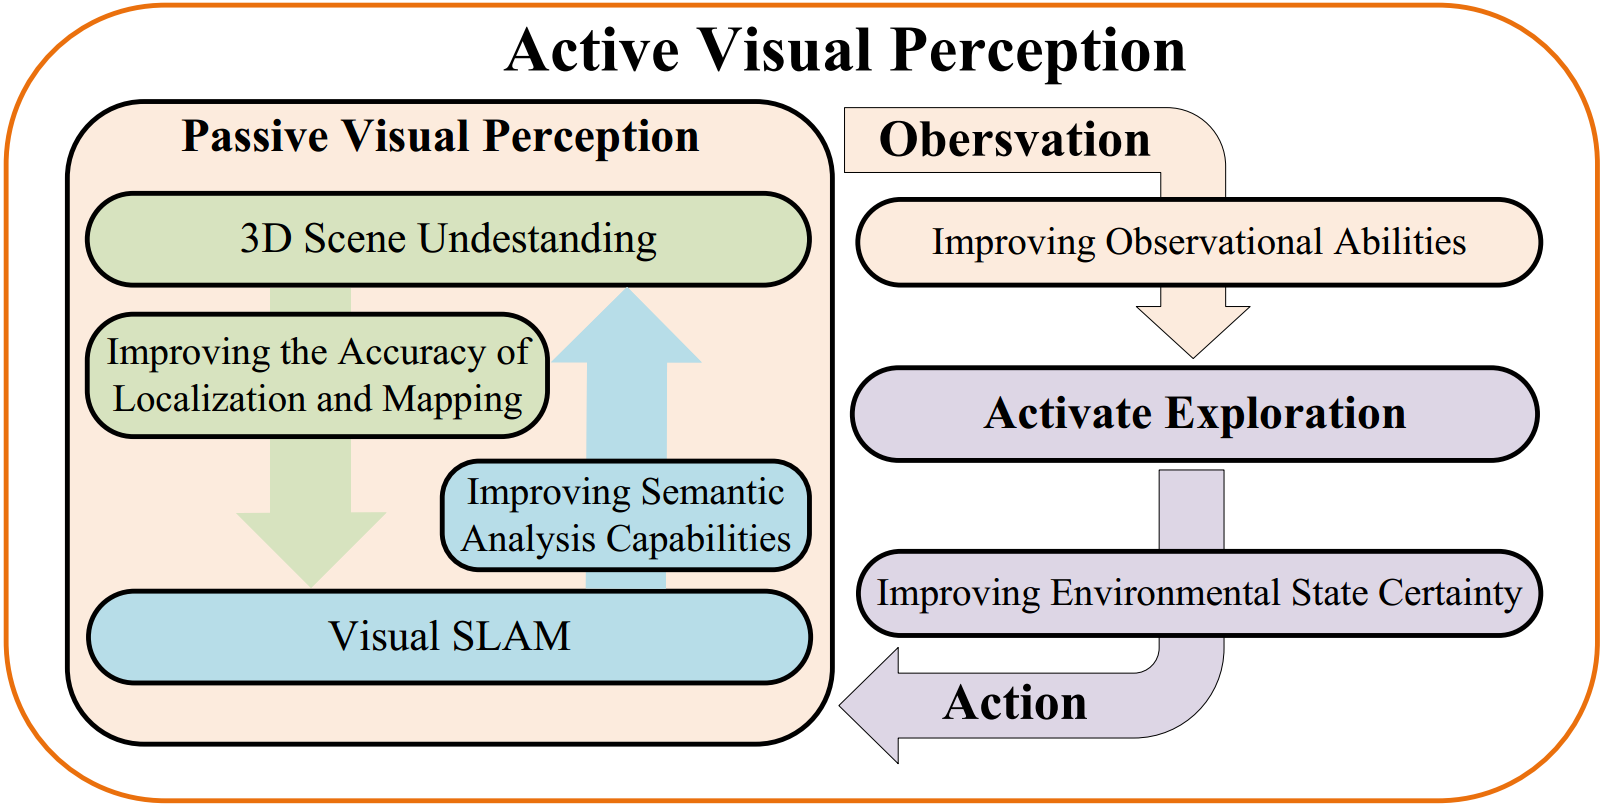 Active Visual Perception
Passive Visual Perception
3D Scene Undestanding
Improving the Accuracy of
Localization and Mapping
Improving Semantic
Analysis Capabilities
Visual SLAM
Obersvation
Improving Observational Abilities
Activate Exploration
Improving Environmental State Certainty
Action